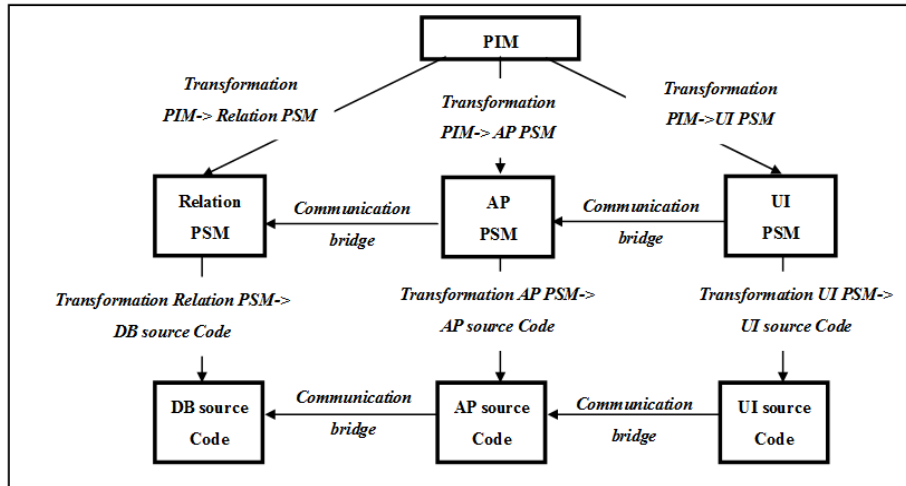 PIM
Transformation
PIM-> Relation PSM
Transformation
PIM-> AP PSM
Transformation
PIM->UI PSM
Relation
PSM
Communication
bridge
AP
PSM
Communication
bridge
UI
PSM
Transformation Relation PSM->
DB source Code
Transformation AP PSM->
AP source Code
Transformation UI PSM->
UI source Code
DB source
Code
Communication
bridge
AP source
Code
Communication
bridge
UI source
Code